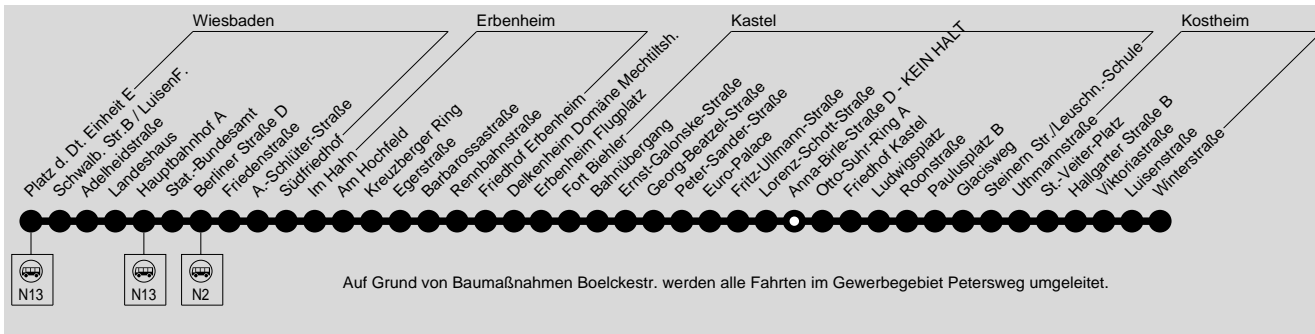 Wiesbaden
Erbenheim
Kastel
Kostheim
Platz d. Dt. Einheit E
Schwalb. Str.B / LuisenF.
Adelheidstraße
Landeshaus
Hauptbahnhof A
Stat.-Bundesamt
Berliner Straße D
Friedenstraße
A.-Schlüter-Straße
Südfriedhof
Im Hahn
Am Hochfeld
Kreuzberger Ring
Egerstraße
Barbarossastraße
Rennbahnstraße
Friedhof Erbenheim
Delkenheim Domäne Mechtiltsh.
Erbenheim Flugplatz
Fort Biehler
Bahnübergang
Ernst-Galonske-Straße
Georg-Beatzel-Straße
Peter-Sander-Straße
Euro-Palace
Fritz-Ullmann-Straße
Lorenz-Schott-Straße
Anna-Birle-Straße D - KEIN HALT
Otto-Suhr-Ring A
Friedhof Kastel
Ludwigsplatz
Roonstraße
Paulusplatz B
Glacisweg
Steinern Str./Leuschn.-Schule
Uthmannstraße
St.-Veiter-Platz
Hallgarter Straße B
Viktoriastraße
Luisenstraße
Winterstraße
N13
N13
N2
Auf Grund von Baumaßnahmen Boelckestr. werden alle Fahrten im Gewerbegebiet Petersweg umgeleitet.